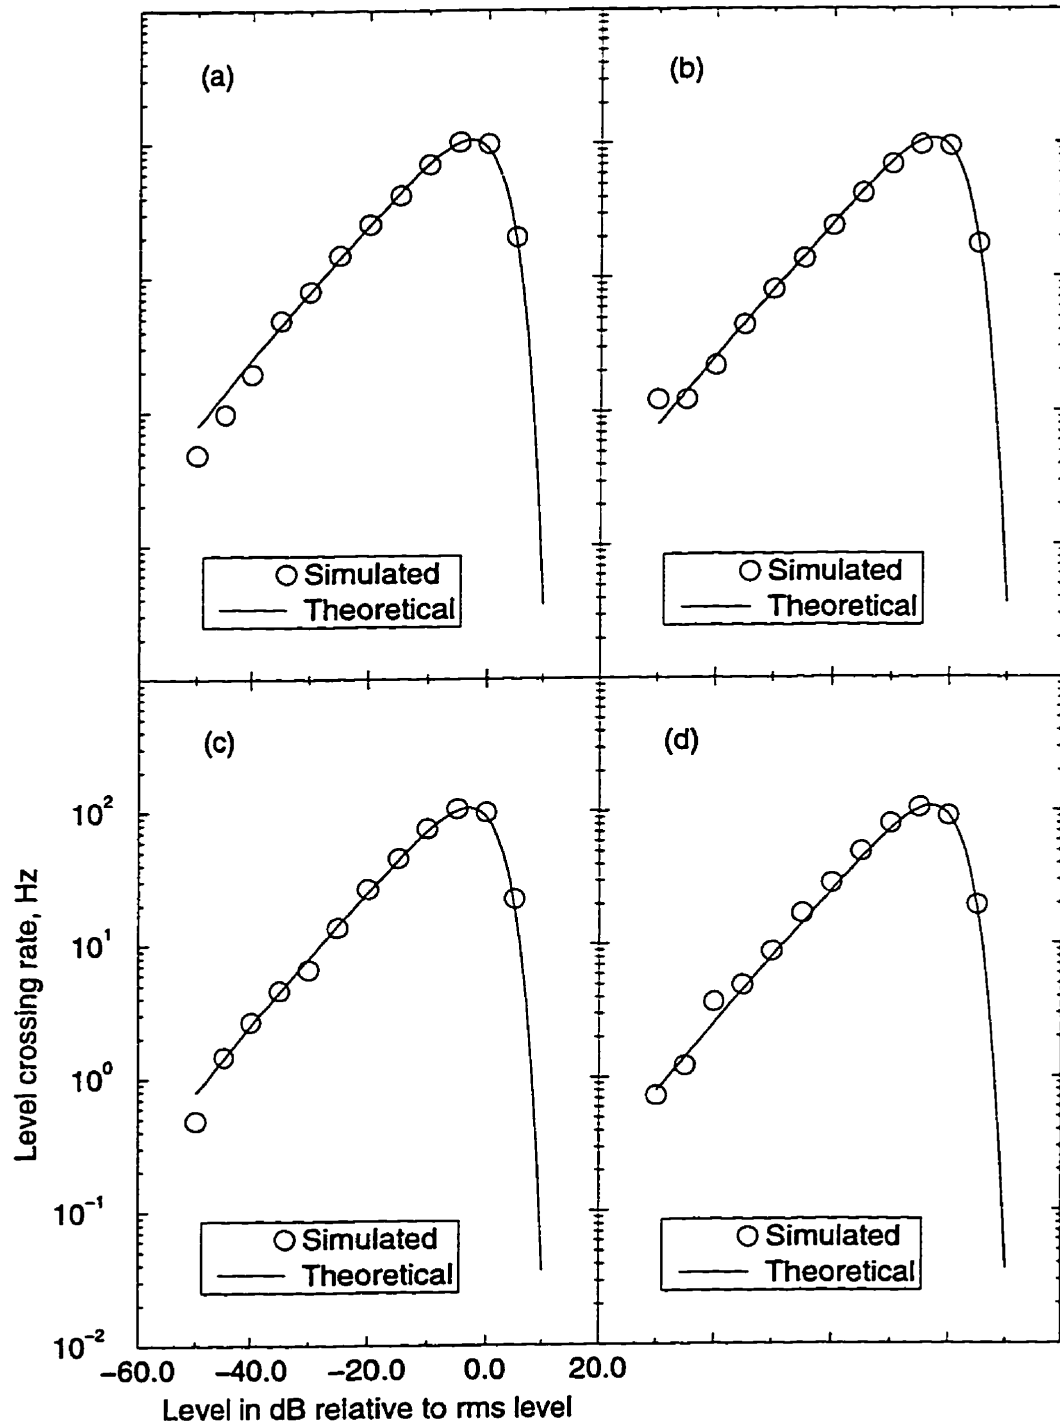 (a)
(b)
Simulated
Theoretical
Simulated
Theoretical
(c)
(d)
10²
10¹
10⁰
10⁻¹
10⁻²
Level crossing rate, Hz
Simulated
Theoretical
Simulated
Theoretical
-60.0 -40.0 -20.0 0.0 20.0
Level in dB relative to rms level